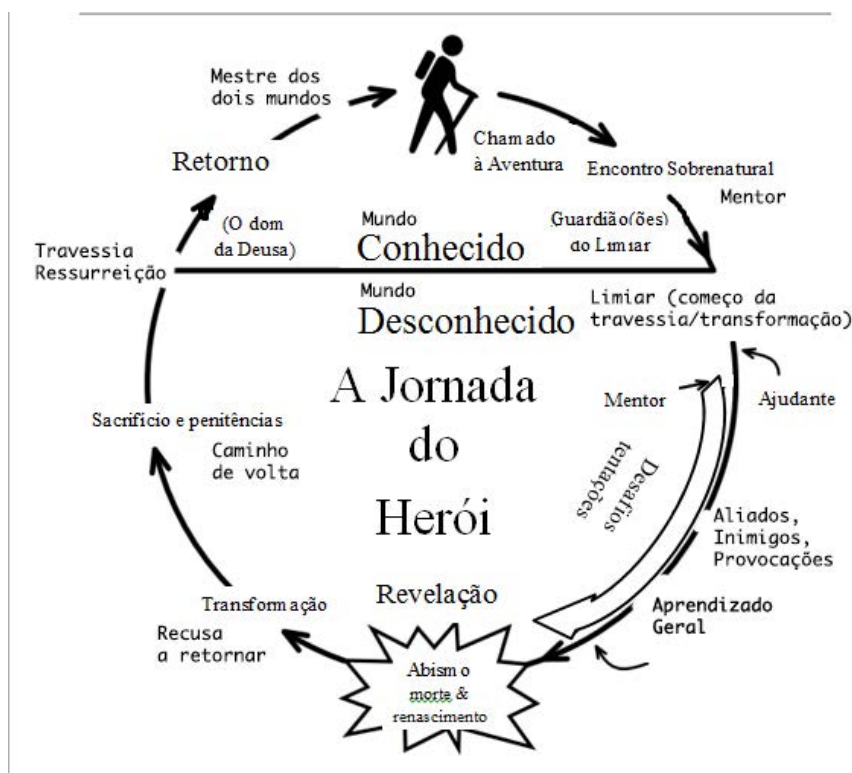 Mestre dos
dois mundos
Chamado
à Aventura
Encontro Sobrenatural
Mentor
Retorno
(O dom
da Deusa)
Mundo
Conhecido
Guardião(ões)
do Limiar
Travessia
Ressurreição
Mundo
Desconhecido
Limiar (começo da
travessia/transformação)
A Jornada
do
Herói
Mentor
Ajudante
Desafios
tentações
Sacrifício e penitências
Caminho
de volta
Aliados,
Inimigos,
Provocações
Aprendizado
Geral
Revelação
Transformação
Recusa
a retornar
Abismo
morte &
renascimento